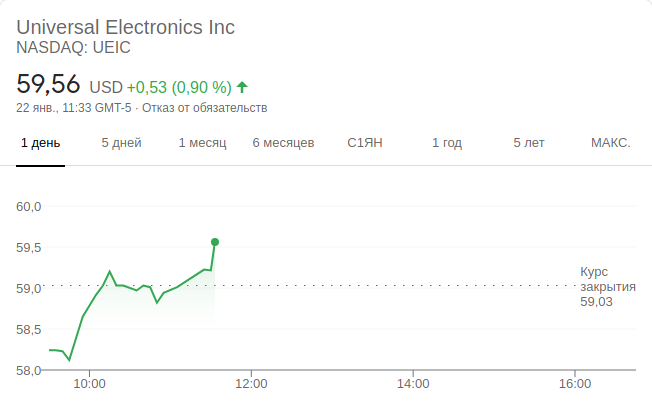 Universal Electronics Inc
NASDAQ: UEIC
59,56 USD +0,53 (0,90 %)
22 янв., 11:33 GMT-5 · Отказ от обязательств
1 день 5 дней 1 месяц 6 месяцев С1ЯН 1 год 5 лет МАКС.
60,0
59,5
59,0
58,5
58,0
Курс
закрытия
59,03
10:00 12:00 14:00 16:00